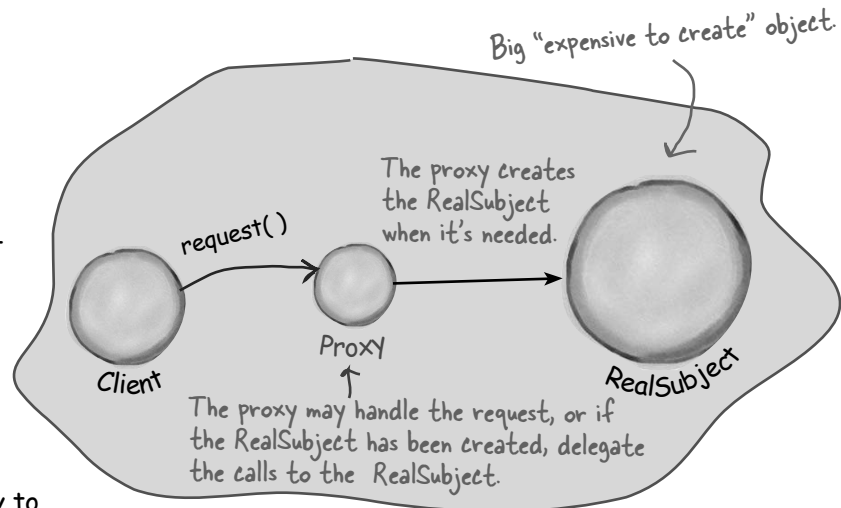 Big “expensive to create” object.
The proxy creates
the RealSubject
when it's needed.
request()
Client
Proxy
RealSubject
The proxy may handle the request, or if
the RealSubject has been created, delegate
the calls to the RealSubject.
to